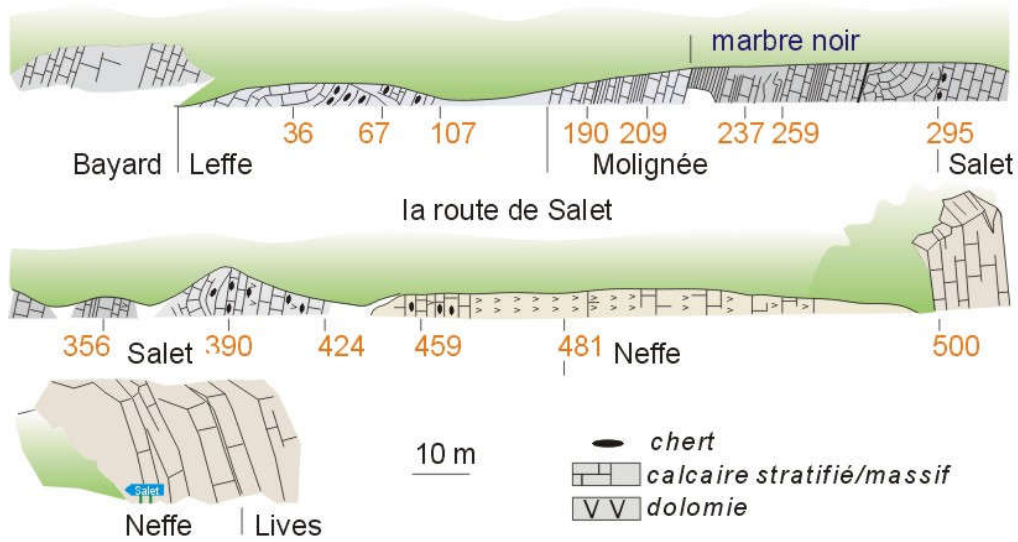 marbre noir
36 67 107 190 209 237 259 295
Bayard Leffe Molignée Salet
la route de Salet
356 390 424 459 481 500
Salet Neffe
Salet
10 m
chert
calcaire stratifié/massif
dolomie
Neffe Lives